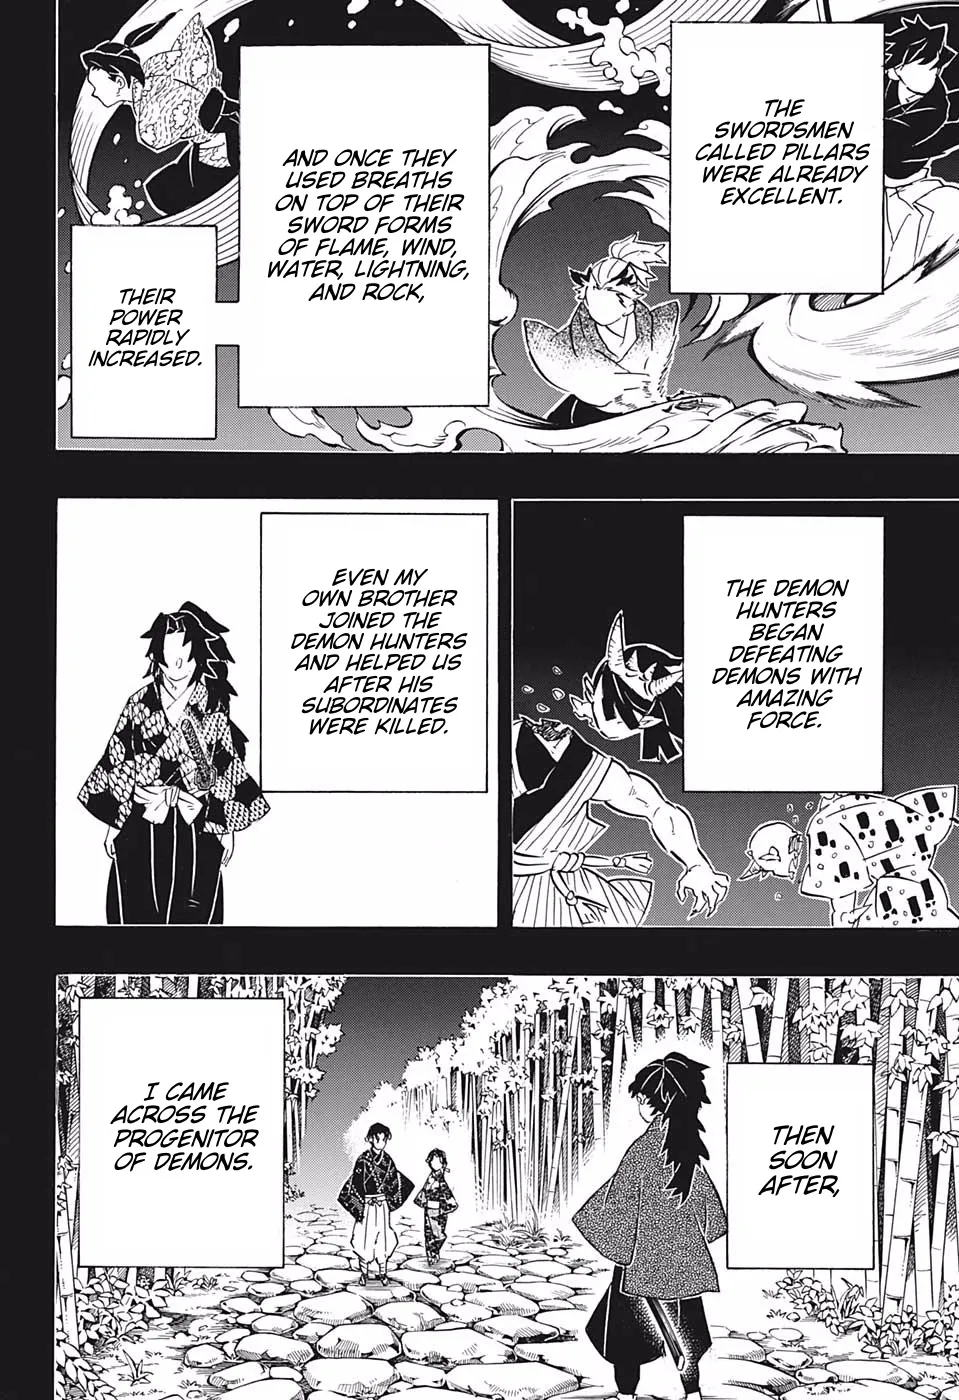 THE
SWORDSMEN
CALLED PILLARS
WERE ALREADY
EXCELLENT.
AND ONCE THEY
USED BREATHS
ON TOP OF THEIR
SWORD FORMS
OF FLAME, WIND,
WATER, LIGHTNING,
AND ROCK,
THEIR
POWER
RAPIDLY
INCREASED.
THE DEMON
HUNTERS
BEGAN
DEFEATING
DEMONS WITH
AMAZING
FORCE.
EVEN MY
OWN BROTHER
JOINED THE
DEMON HUNTERS
AND HELPED US
AFTER HIS
SUBORDINATES
WERE KILLED.
THEN
SOON
AFTER,
I CAME
ACROSS THE
PROGENITOR
OF DEMONS.